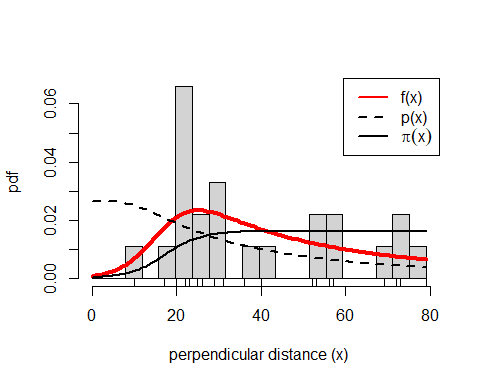 f(x)
p(x)
π(x)
pdf
0.06
0.04
0.02
0.00
0 20 40 60 80
perpendicular distance (x)